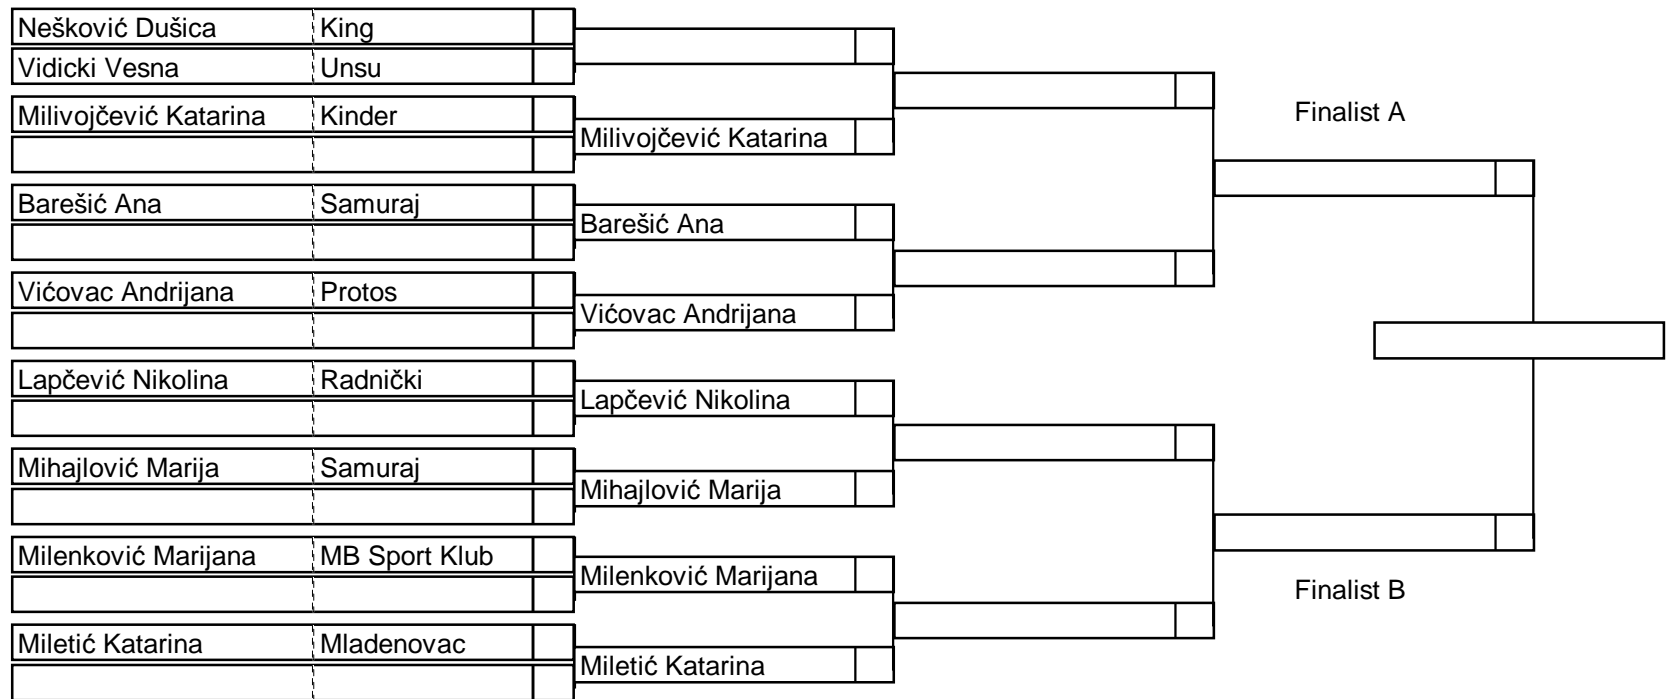 Nešković Dušica King
Vidicki Vesna Unsu
Milivojčević Katarina Kinder
Finalist A
Milivojčević Katarina
Barešić Ana Samuraj
Barešić Ana
Vićovac Andrijana Protos
Vićovac Andrijana
Lapčević Nikolina Radnički
Lapčević Nikolina
Mihajlović Marija Samuraj
Mihajlović Marija
Milenković Marijana MB Sport Klub
Milenković Marijana
Finalist B
Miletić Katarina Mladenovac
Miletić Katarina